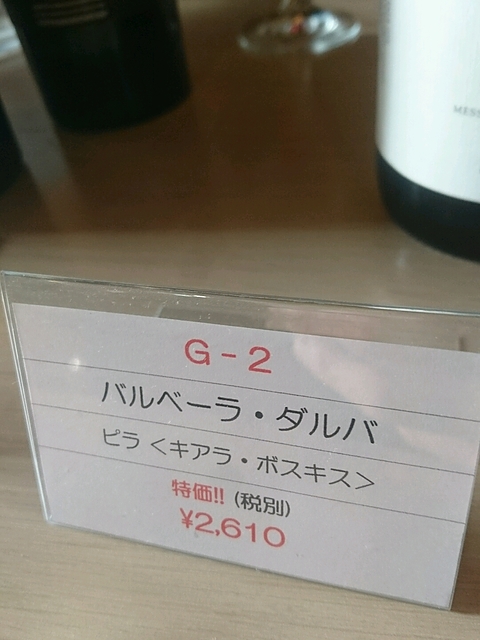 MES
G-2
バルベーラ・ダルバ
ピラ <キアラ・ボスキス>
特価!! (税別)
¥2,610